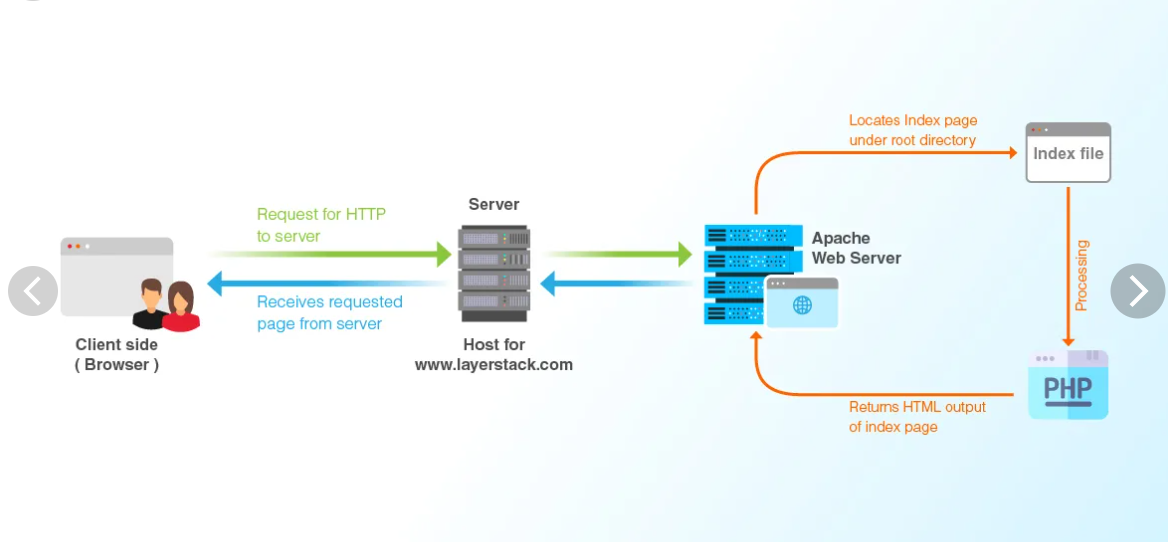 Locates Index page
under root directory
Index file
Server
Request for HTTP
to server
Apache
Web Server
Processing
Receives requested
page from server
Client side
( Browser )
Host for
www.layerstack.com
PHP
Returns HTML output
of index page